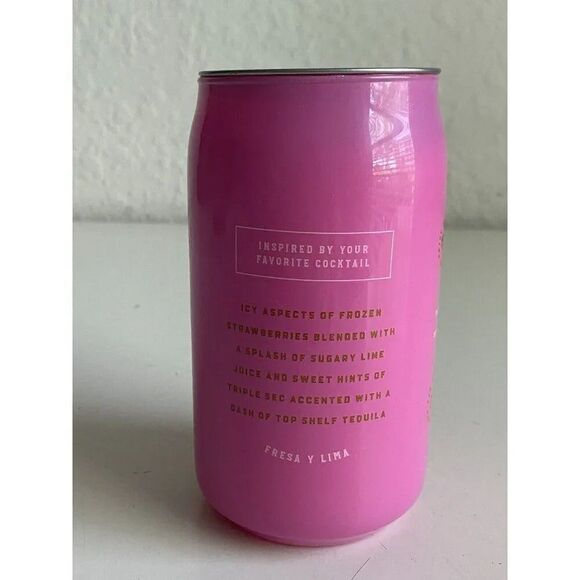 INSPIRED BY YOUR
FAVORITE COCKTAIL
ICY ASPECTS OF FROZEN
STRAWBERRIES BLENDED WITH
A SPLASH OF SUGARY LIME
JUICE AND SWEET HINTS OF
TRIPLE SEC ACCENTED WITH A
DASH OF TOP SHELF TEQUILA
FRESA Y LIMA